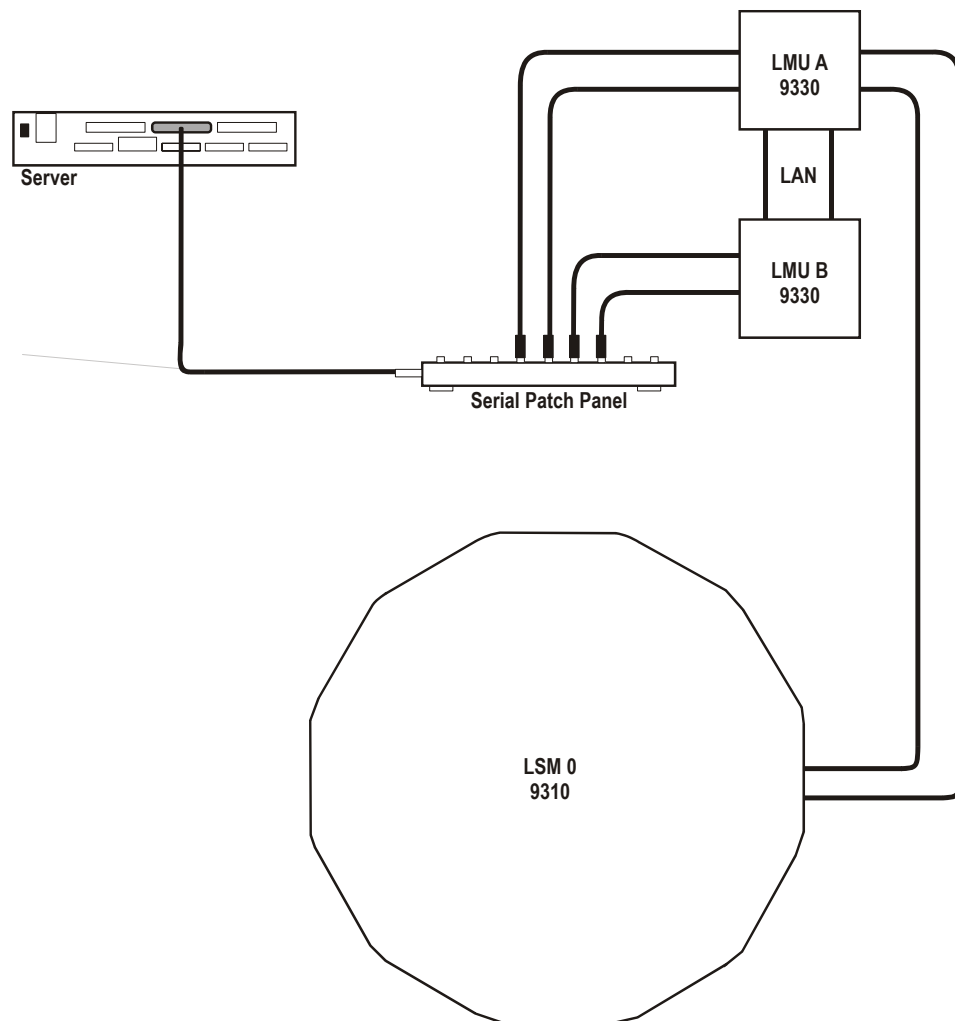 LMU A
9330
Server
LAN
LMU B
9330
Serial Patch Panel
LSM 0
9310